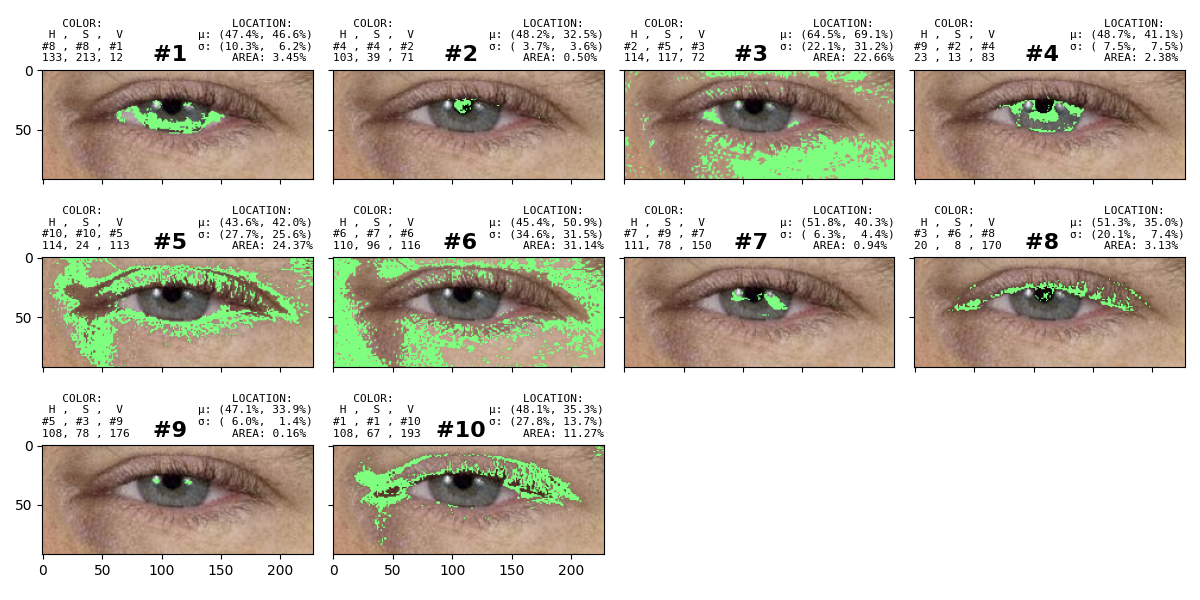 COLOR: LOCATION:
H , S , V μ: (47.4%, 46.6%)
#8 , #8 , #1 #1 σ: (10.3%, 6.2%)
133, 213, 12 AREA: 3.45%
COLOR: LOCATION:
H , S , V μ: (48.2%, 32.5%)
#4 , #4 , #2 #2 σ: ( 3.7%, 3.6%)
103, 39 , 71 AREA: 0.50%
COLOR: LOCATION:
H , S , V μ: (64.5%, 69.1%)
#2 , #5 , #3 #3 σ: (22.1%, 31.2%)
114, 117, 72 AREA: 22.66%
COLOR: LOCATION:
H , S , V μ: (48.7%, 41.1%)
#9 , #2 , #4 #4 σ: ( 7.5%, 7.5%)
23 , 13 , 83 AREA: 2.38%
0
50
COLOR: LOCATION:
H , S , V μ: (43.6%, 42.0%)
#10, #10, #5 #5 σ: (27.7%, 25.6%)
114, 24 , 113 AREA: 24.37%
COLOR: LOCATION:
H , S , V μ: (45.4%, 50.9%)
#6 , #7 , #6 #6 σ: (34.6%, 31.5%)
110, 96 , 116 AREA: 31.14%
COLOR: LOCATION:
H , S , V μ: (51.8%, 40.3%)
#7 , #9 , #7 #7 σ: ( 6.3%, 4.4%)
111, 78 , 150 AREA: 0.94%
COLOR: LOCATION:
H , S , V μ: (51.3%, 35.0%)
#3 , #6 , #8 #8 σ: (20.1%, 7.4%)
20 , 8 , 170 AREA: 3.13%
0
50
COLOR: LOCATION:
H , S , V μ: (47.1%, 33.9%)
#5 , #3 , #9 #9 σ: ( 6.0%, 1.4%)
108, 78 , 176 AREA: 0.16%
COLOR: LOCATION:
H , S , V μ: (48.1%, 35.3%)
#1 , #1 , #10 #10 σ: (27.8%, 13.7%)
108, 67 , 193 AREA: 11.27%
0
50
0 50 100 150 200
0 50 100 150 200